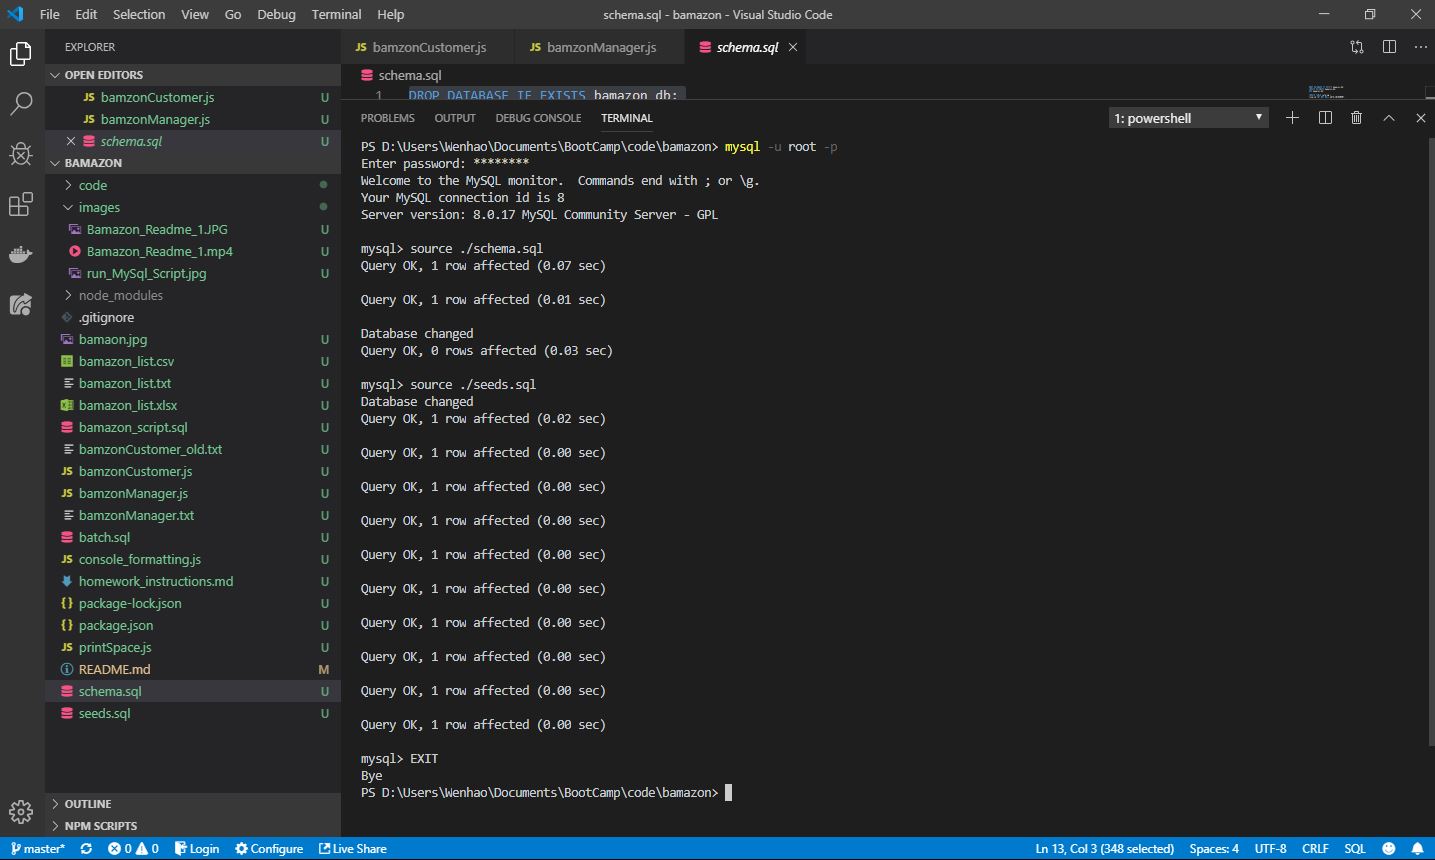 File Edit Selection View Go Debug Terminal Help schema.sql - bamazon - Visual Studio Code
EXPLORER
OPEN EDITORS
JS bamzonCustomer.js U
JS bamzonManager.js U
schema.sql U
BAMAZON
code
images
Bamazon_Readme_1.JPG U
Bamazon_Readme_1.mp4 U
run_MySql_Script.jpg U
node_modules
.gitignore
bamaon.jpg U
bamazon_list.csv U
bamazon_list.txt U
bamazon_list.xlsx U
bamazon_script.sql U
bamzonCustomer_old.txt U
JS bamzonCustomer.js U
JS bamzonManager.js U
bamzonManager.txt U
batch.sql U
JS console_formatting.js U
homework_instructions.md U
{} package-lock.json U
{} package.json U
JS printSpace.js U
README.md M
schema.sql U
seeds.sql U
OUTLINE
NPM SCRIPTS
JS bamzonCustomer.js JS bamzonManager.js schema.sql
schema.sql
1 DROP DATABASE IF EXISTS bamazon_db;
PROBLEMS OUTPUT DEBUG CONSOLE TERMINAL 1: powershell
PS D:\Users\Wenhao\Documents\BootCamp\code\bamazon> mysql -u root -p
Enter password: ********
Welcome to the MySQL monitor.  Commands end with ; or \g.
Your MySQL connection id is 8
Server version: 8.0.17 MySQL Community Server - GPL
mysql> source ./schema.sql
Query OK, 1 row affected (0.07 sec)
Query OK, 1 row affected (0.01 sec)
Database changed
Query OK, 0 rows affected (0.03 sec)
mysql> source ./seeds.sql
Database changed
Query OK, 1 row affected (0.02 sec)
Query OK, 1 row affected (0.00 sec)
Query OK, 1 row affected (0.00 sec)
Query OK, 1 row affected (0.00 sec)
Query OK, 1 row affected (0.00 sec)
Query OK, 1 row affected (0.00 sec)
Query OK, 1 row affected (0.00 sec)
Query OK, 1 row affected (0.00 sec)
Query OK, 1 row affected (0.00 sec)
Query OK, 1 row affected (0.00 sec)
mysql> EXIT
Bye
PS D:\Users\Wenhao\Documents\BootCamp\code\bamazon>
master* 0 0 Login Configure Live Share Ln 13, Col 3 (348 selected) Spaces: 4 UTF-8 CRLF SQL